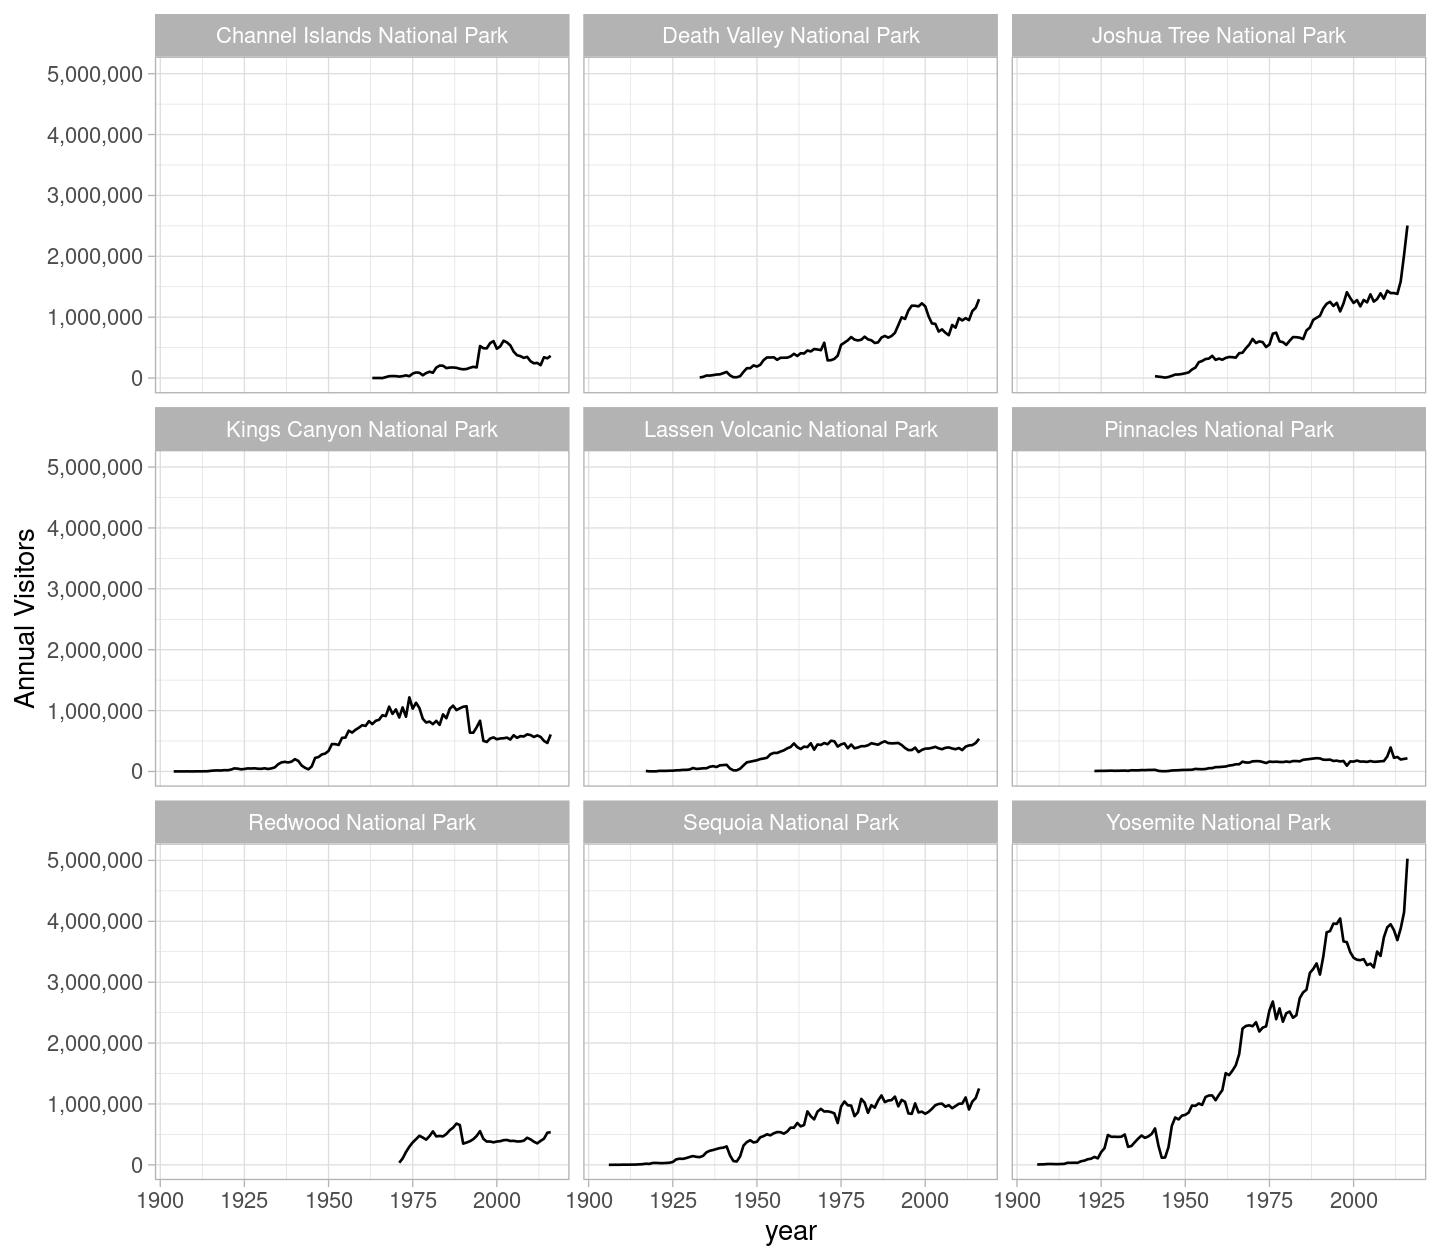 Channel Islands National Park
Death Valley National Park
Joshua Tree National Park
5,000,000
4,000,000
3,000,000
2,000,000
1,000,000
0
Kings Canyon National Park
Lassen Volcanic National Park
Pinnacles National Park
5,000,000
4,000,000
3,000,000
2,000,000
1,000,000
0
Annual Visitors
Redwood National Park
Sequoia National Park
Yosemite National Park
5,000,000
4,000,000
3,000,000
2,000,000
1,000,000
0
1900 1925 1950 1975 2000
1900 1925 1950 1975 2000
1900 1925 1950 1975 2000
year